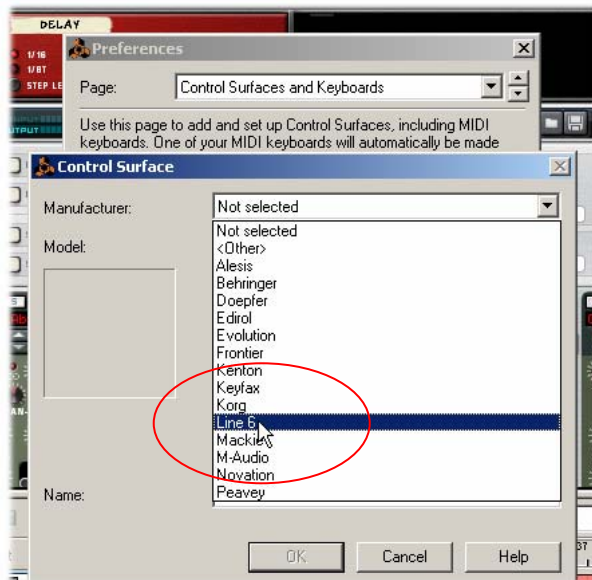 DELAY
1/16
1/8T
STEP LE
Preferences
Page: Control Surfaces and Keyboards
Use this page to add and set up Control Surfaces, including MIDI
keyboards. One of your MIDI keyboards will automatically be made
Control Surface
Manufacturer: Not selected
Not selected
Model:
<Other>
Alesis
Behringer
Doepfer
Edirol
Evolution
Frontier
Kenton
Keyfax
Korg
Line 6
Mackie
M-Audio
Novation
Peavey
Name:
OK Cancel Help
37